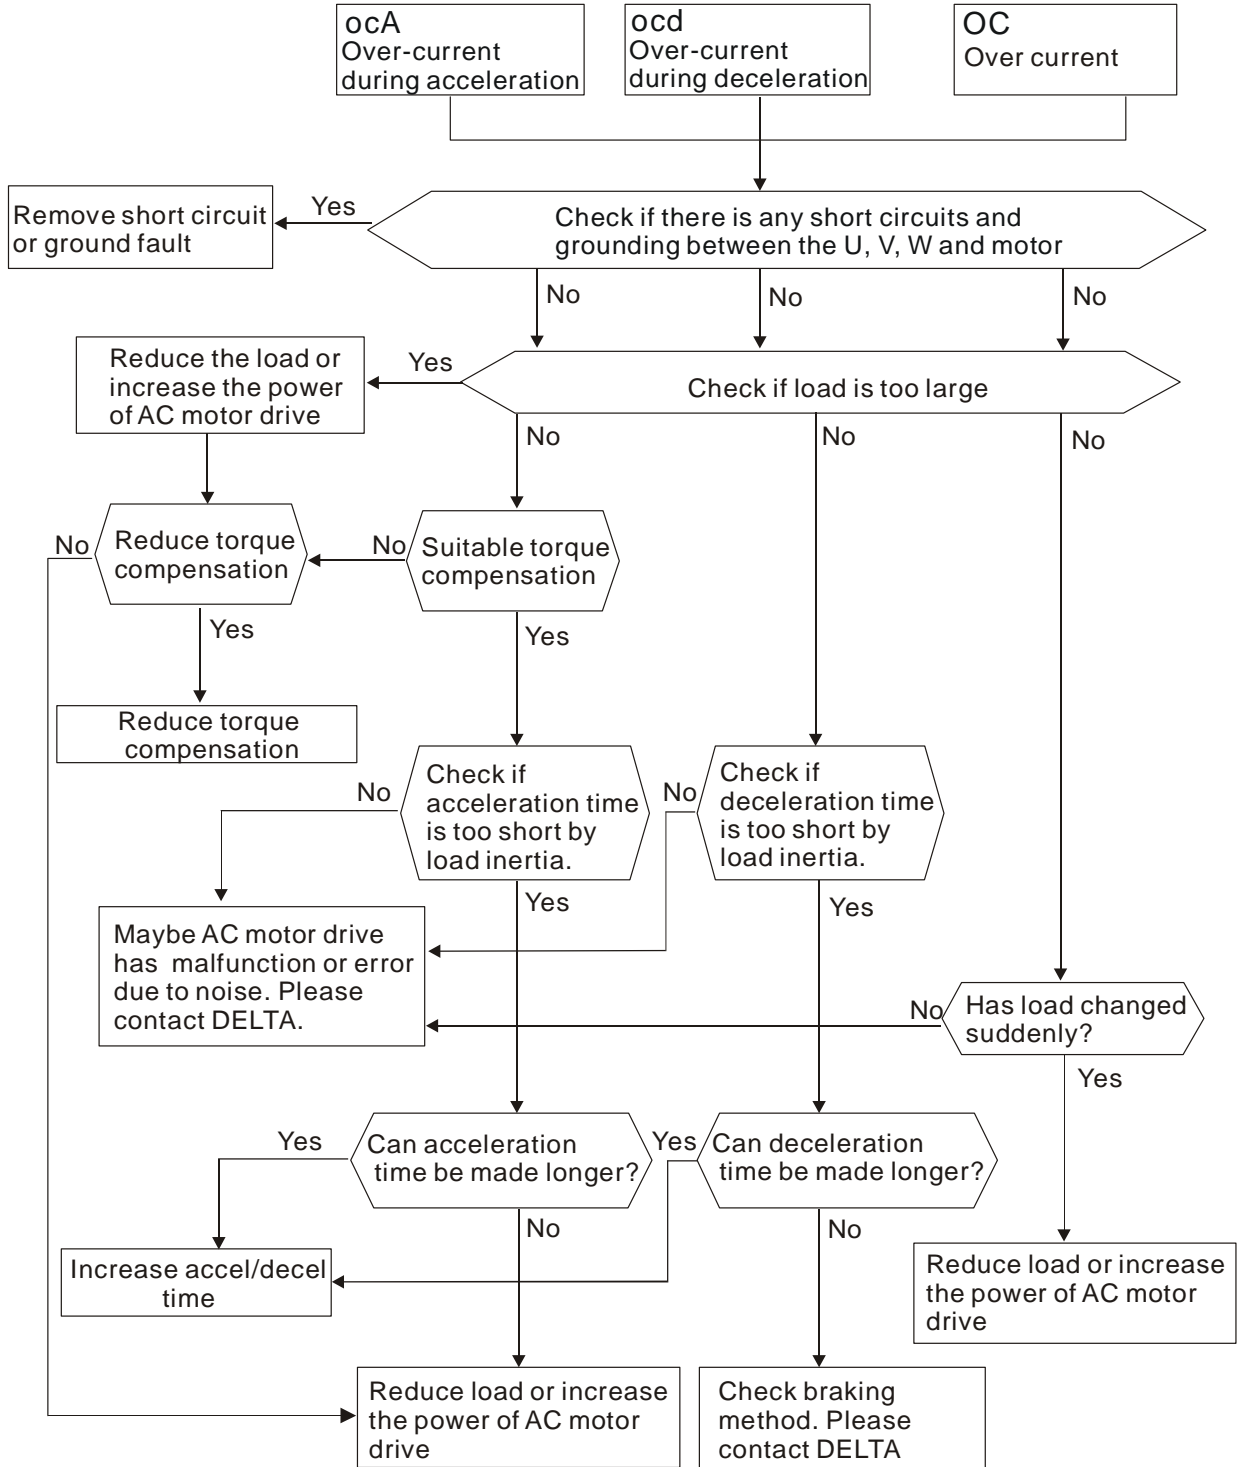 ocA
Over-current
during acceleration
ocd
Over-current
during deceleration
OC
Over current
Remove short circuit
or ground fault
Yes
Check if there is any short circuits and
grounding between the U, V, W and motor
No
No
No
Reduce the load or
increase the power
of AC motor drive
Yes
Check if load is too large
No
No
No
No
Reduce torque
compensation
No
Suitable torque
compensation
Yes
Yes
Reduce torque
compensation
No
Check if
acceleration time
is too short by
load inertia.
No
Check if
deceleration time
is too short by
load inertia.
Yes
Yes
Maybe AC motor drive
has malfunction or error
due to noise. Please
contact DELTA.
No
Has load changed
suddenly?
Yes
Yes
Can acceleration
time be made longer?
Yes
Can deceleration
time be made longer?
No
No
Increase accel/decel
time
Reduce load or increase
the power of AC motor
drive
Reduce load or increase
the power of AC motor
drive
Check braking
method. Please
contact DELTA